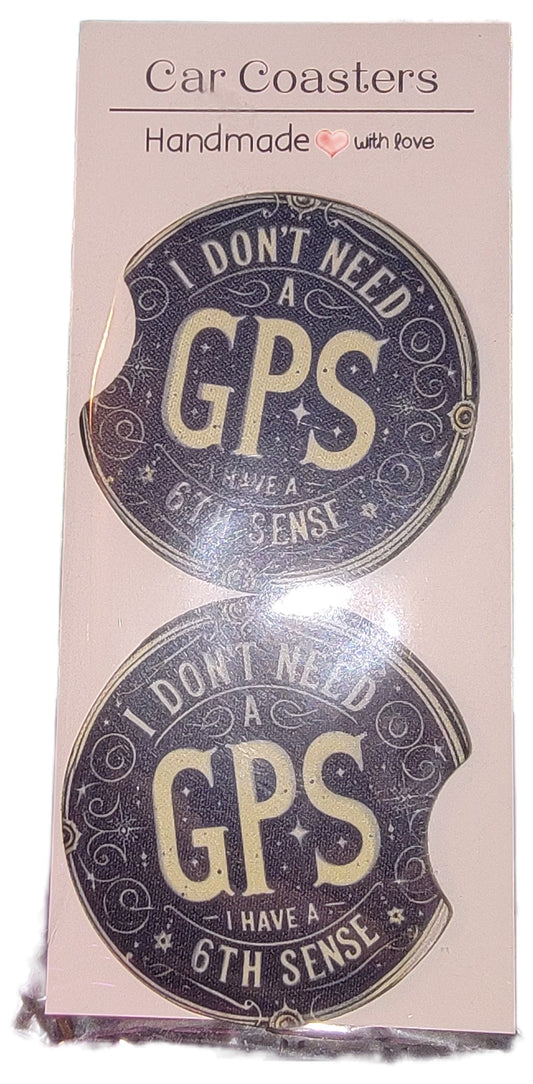 Car Coasters
Handmade with love
I DON'T NEED
A
GPS
I HAVE A
6TH SENSE
I DON'T NEED
A
GPS
I HAVE A
6TH SENSE